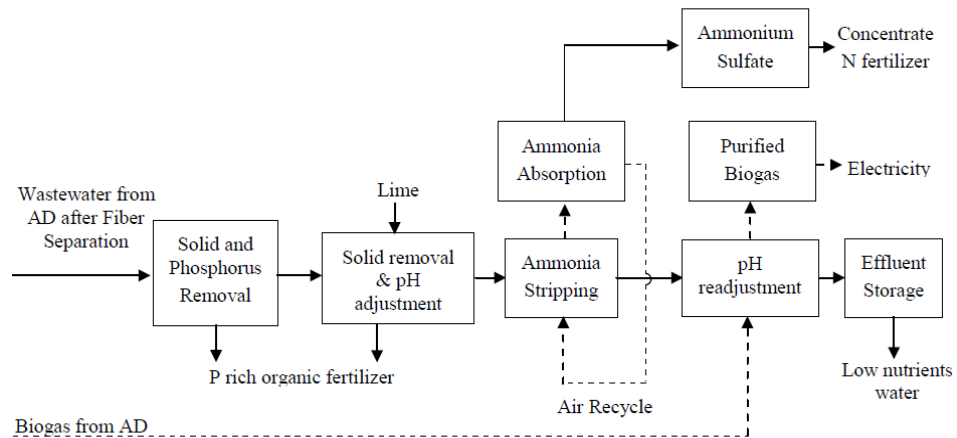 Ammonium
Sulfate
Concentrate
N fertilizer
Ammonia
Absorption
Purified
Biogas
Electricity
Wastewater from
AD after Fiber
Separation
Lime
Solid and
Phosphorus
Removal
Solid removal
& pH
adjustment
Ammonia
Stripping
pH
readjustment
Effluent
Storage
P rich organic fertilizer
Air Recycle
Low nutrients
water
Biogas from AD